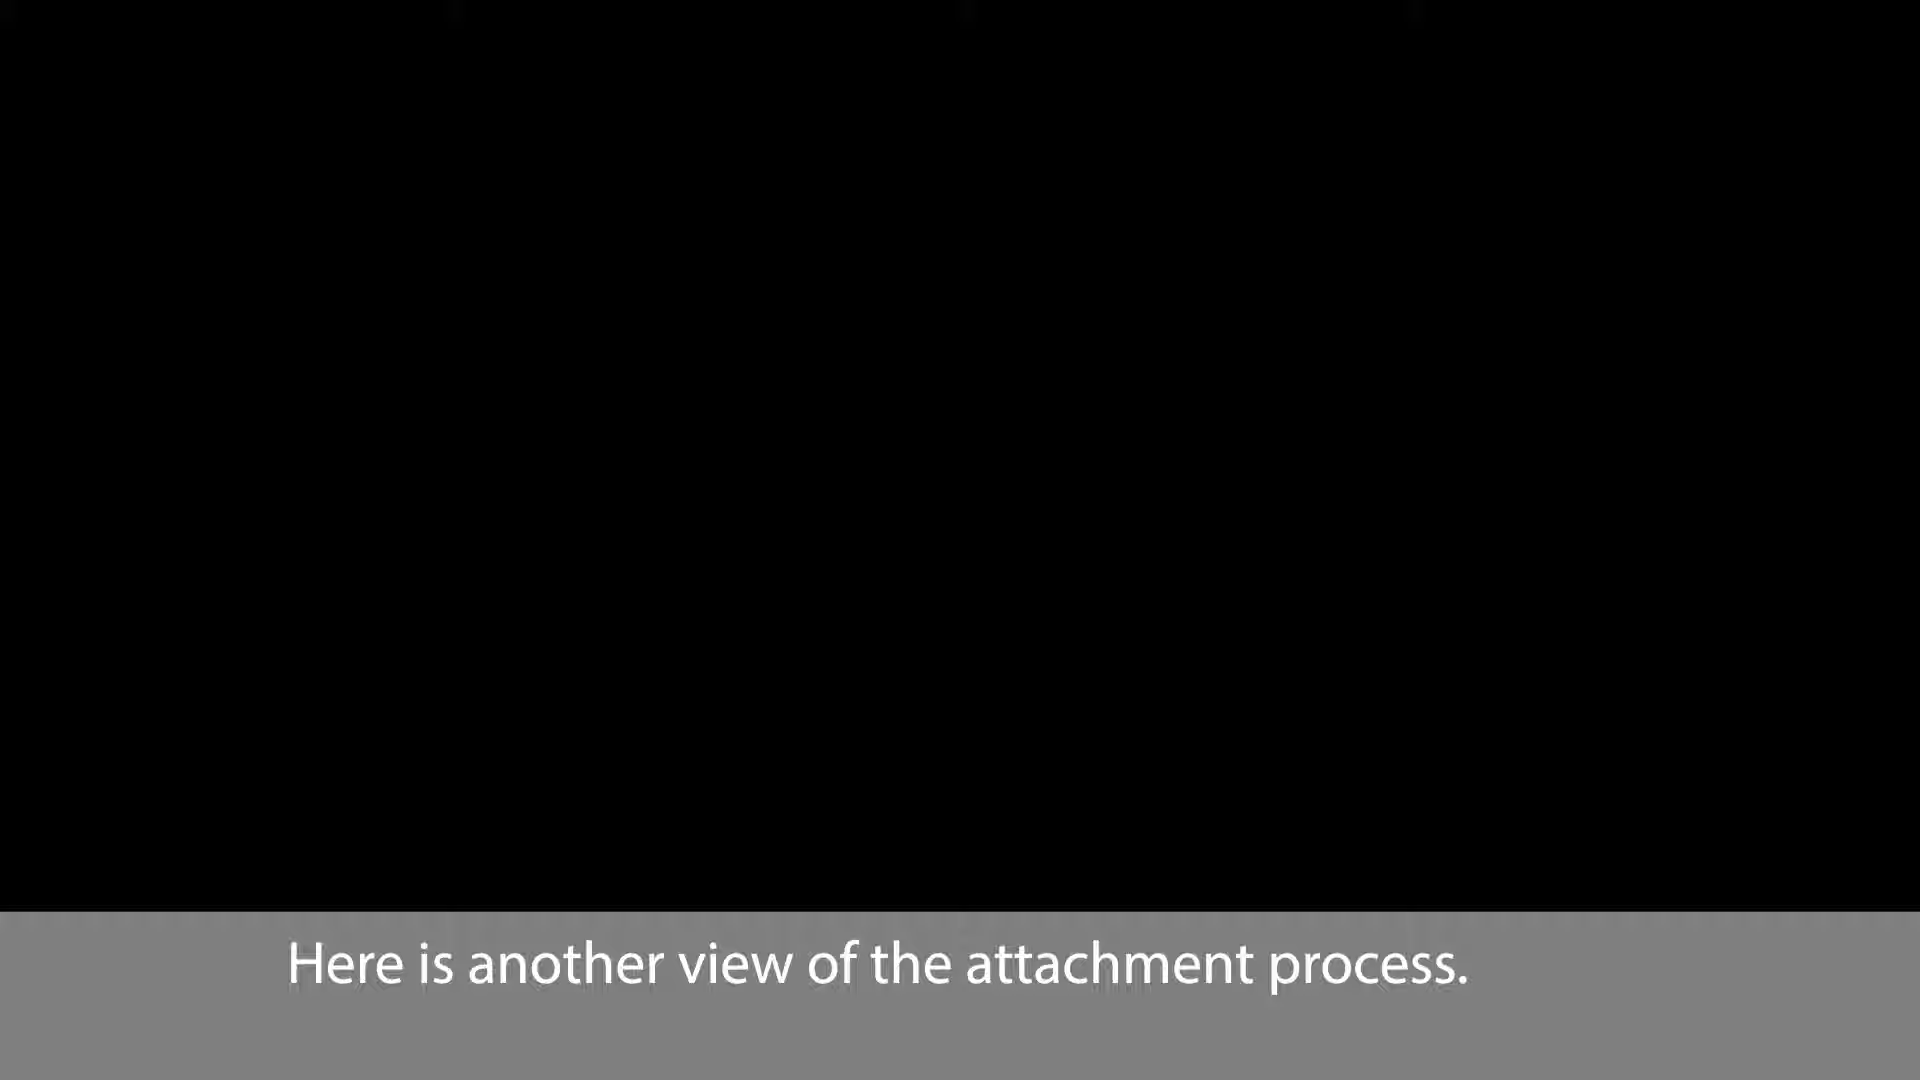 Here is another view of the attachment process.